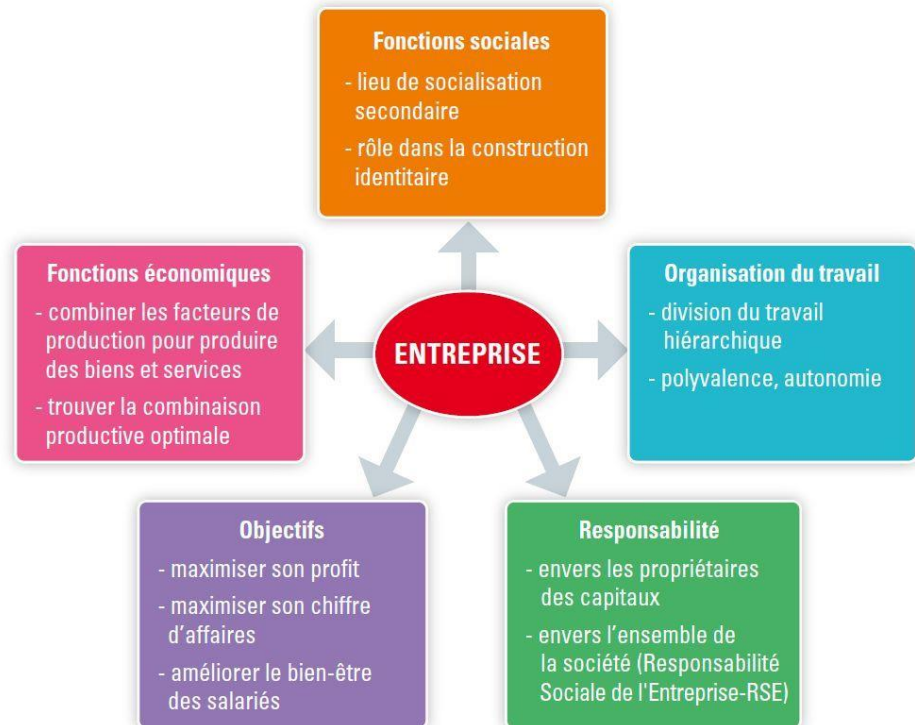 Fonctions sociales
- lieu de socialisation
secondaire
- rôle dans la construction
identitaire
Fonctions économiques
- combiner les facteurs de
production pour produire
des biens et services
- trouver la combinaison
productive optimale
ENTREPRISE
Organisation du travail
- division du travail
hiérarchique
- polyvalence, autonomie
Objectifs
- maximiser son profit
- maximiser son chiffre
d'affaires
- améliorer le bien-être
des salariés
Responsabilité
- envers les propriétaires
des capitaux
- envers l'ensemble de
la société (Responsabilité
Sociale de l'Entreprise-RSE)